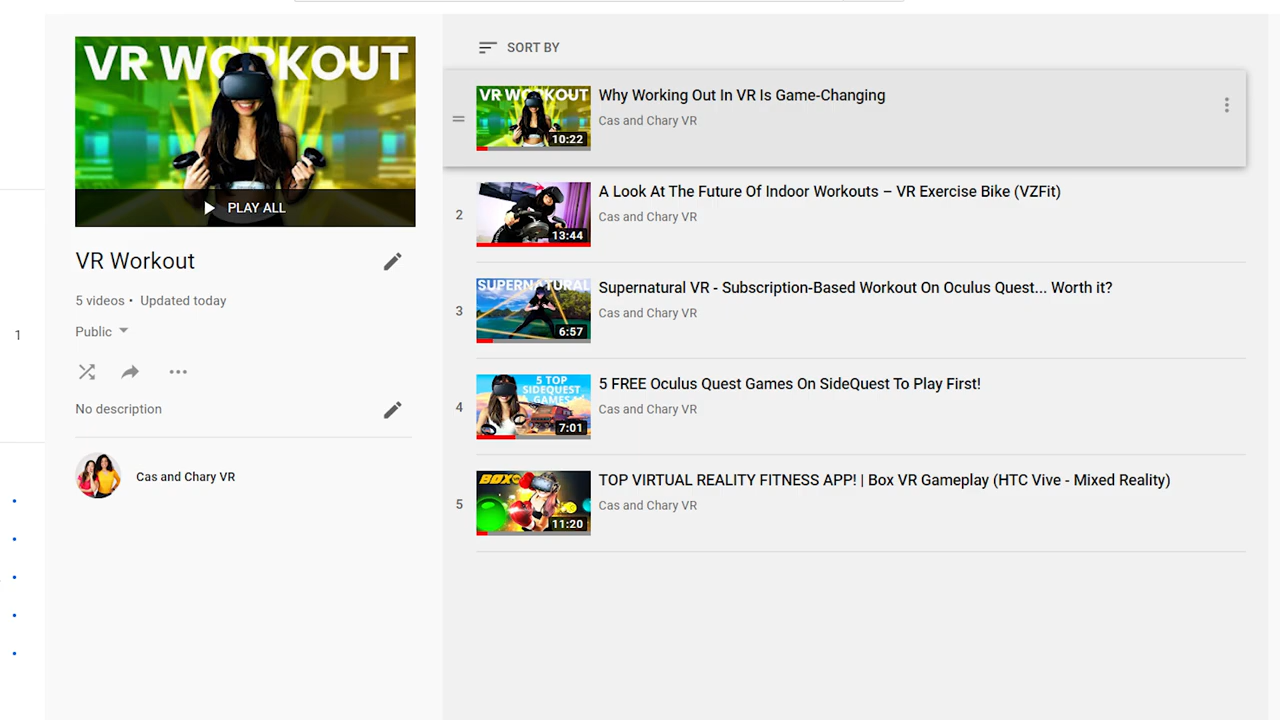 VR WORKOUT
PLAY ALL
VR Workout
5 videos • Updated today
Public
No description
Cas and Chary VR
1
SORT BY
VR WORKOUT
10:22
Why Working Out In VR Is Game-Changing
Cas and Chary VR
2
13:44
A Look At The Future Of Indoor Workouts – VR Exercise Bike (VZFit)
Cas and Chary VR
3
SUPERNATURAL
6:57
Supernatural VR - Subscription-Based Workout On Oculus Quest... Worth it?
Cas and Chary VR
4
5 TOP
SIDEQUEST
GAMES
7:01
5 FREE Oculus Quest Games On SideQuest To Play First!
Cas and Chary VR
5
BOX
11:20
TOP VIRTUAL REALITY FITNESS APP! | Box VR Gameplay (HTC Vive - Mixed Reality)
Cas and Chary VR